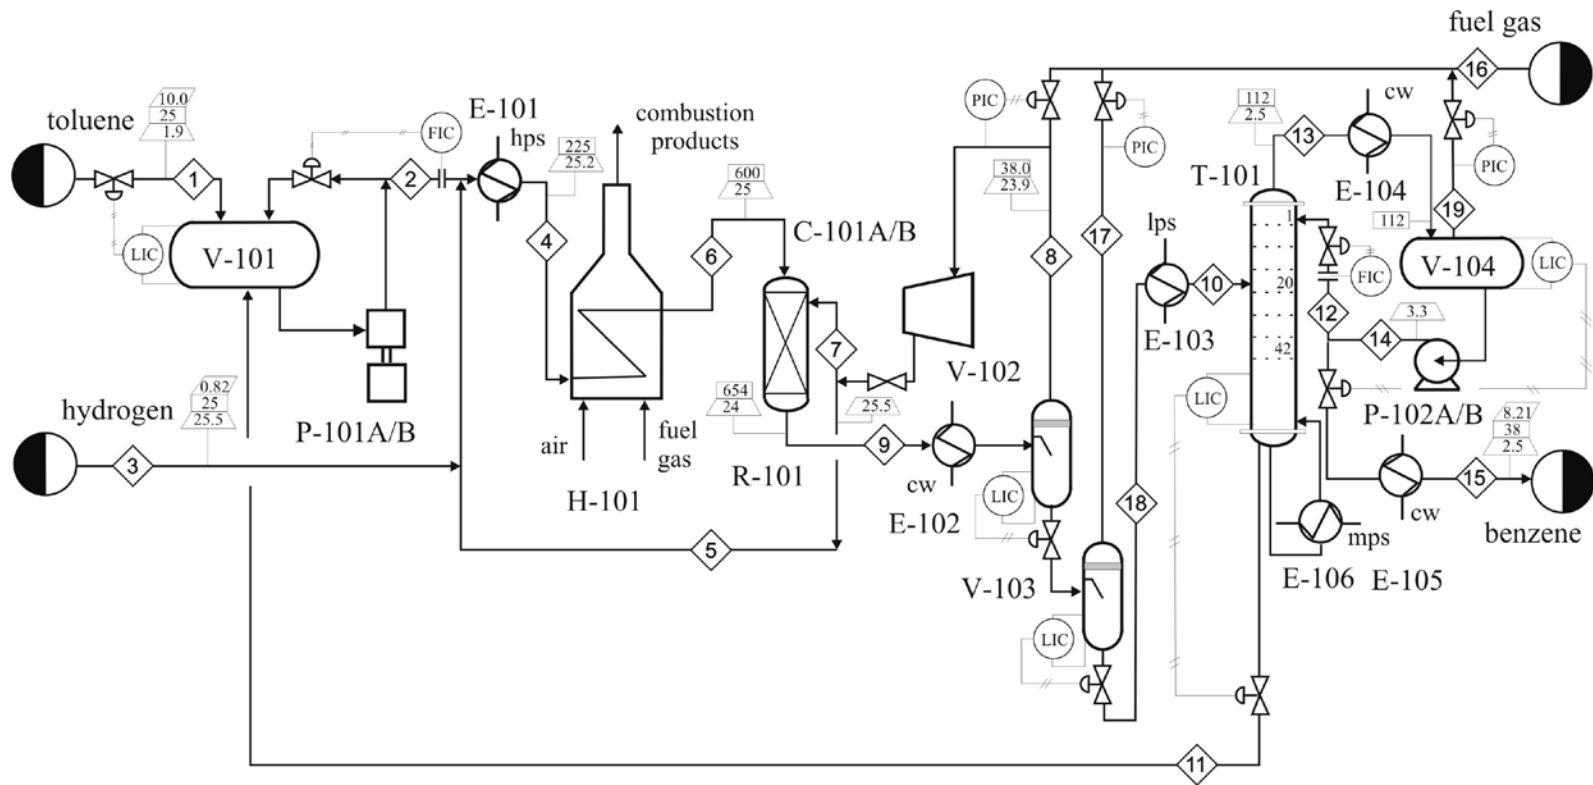 fuel gas
16
10.0
25
1.9
toluene
1
LIC
V-101
FIC
2
E-101
hps
225
25.2
combustion
products
600
25
4
6
C-101A/B
PIC
38.0
23.9
PIC
8
17
112
2.5
13
cw
E-104
T-101
112
19
PIC
V-104
LIC
lps
10
E-103
1
20
42
FIC
12
14
3.3
P-102A/B
hydrogen
0.82
25
25.5
3
P-101A/B
air
fuel
gas
H-101
654
24
R-101
7
25.5
V-102
9
cw
E-102
LIC
5
V-103
LIC
18
LIC
8.21
38
2.5
15
cw
benzene
mps
E-106
E-105
11